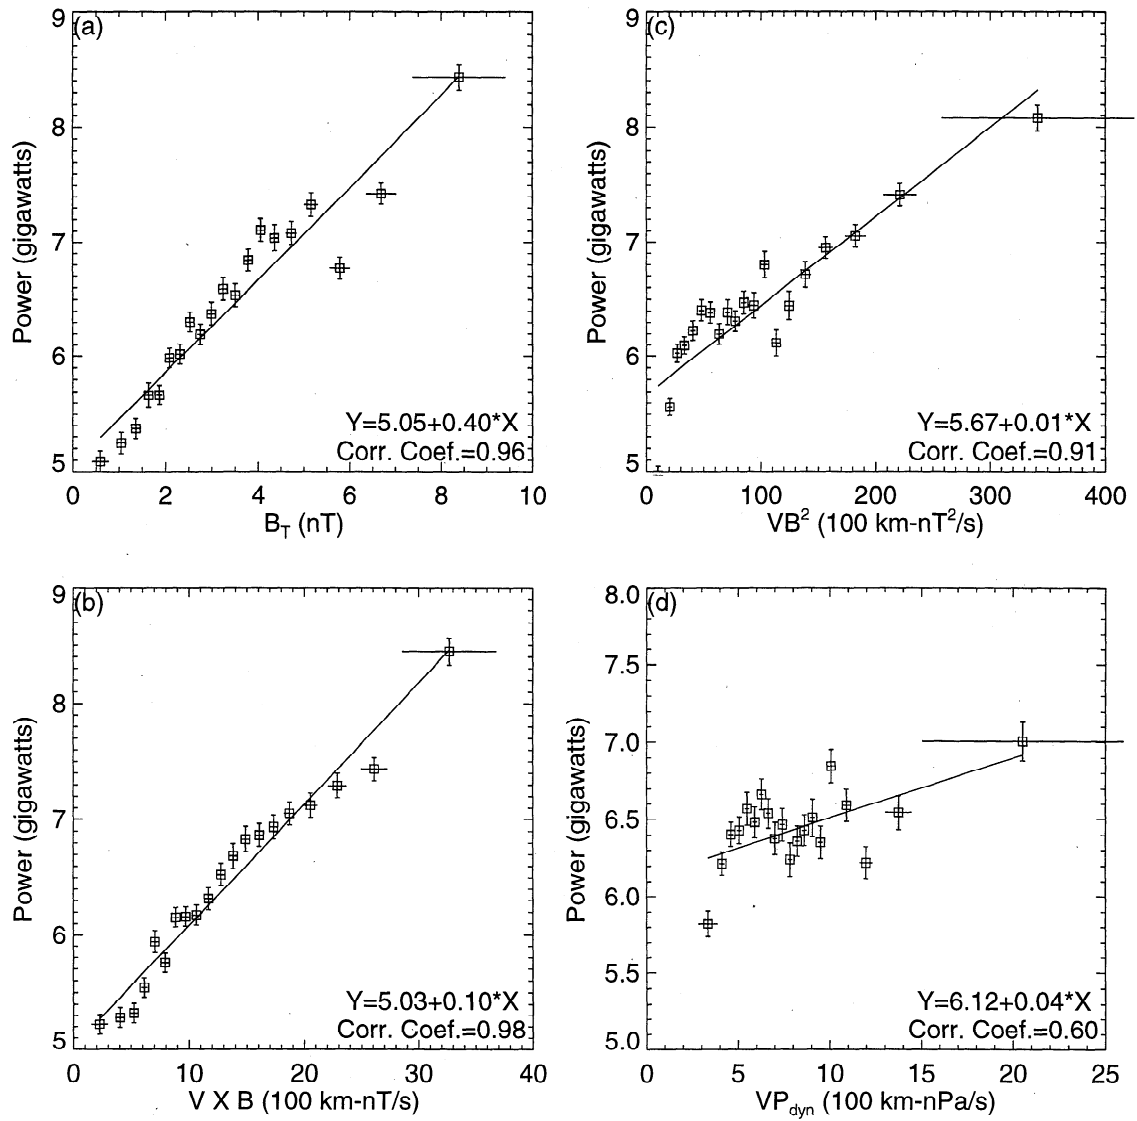 (a)
9
8
7
6
5
Power (gigawatts)
Y=5.05+0.40*X
Corr. Coef.=0.96
0 2 4 6 8 10
B_T (nT)
(c)
9
8
7
6
5
Power (gigawatts)
Y=5.67+0.01*X
Corr. Coef.=0.91
0 100 200 300 400
VB² (100 km-nT²/s)
(b)
9
8
7
6
5
Power (gigawatts)
Y=5.03+0.10*X
Corr. Coef.=0.98
0 10 20 30 40
V X B (100 km-nT/s)
(d)
8.0
7.5
7.0
6.5
6.0
5.5
5.0
Power (gigawatts)
Y=6.12+0.04*X
Corr. Coef.=0.60
0 5 10 15 20 25
VP_dyn (100 km-nPa/s)